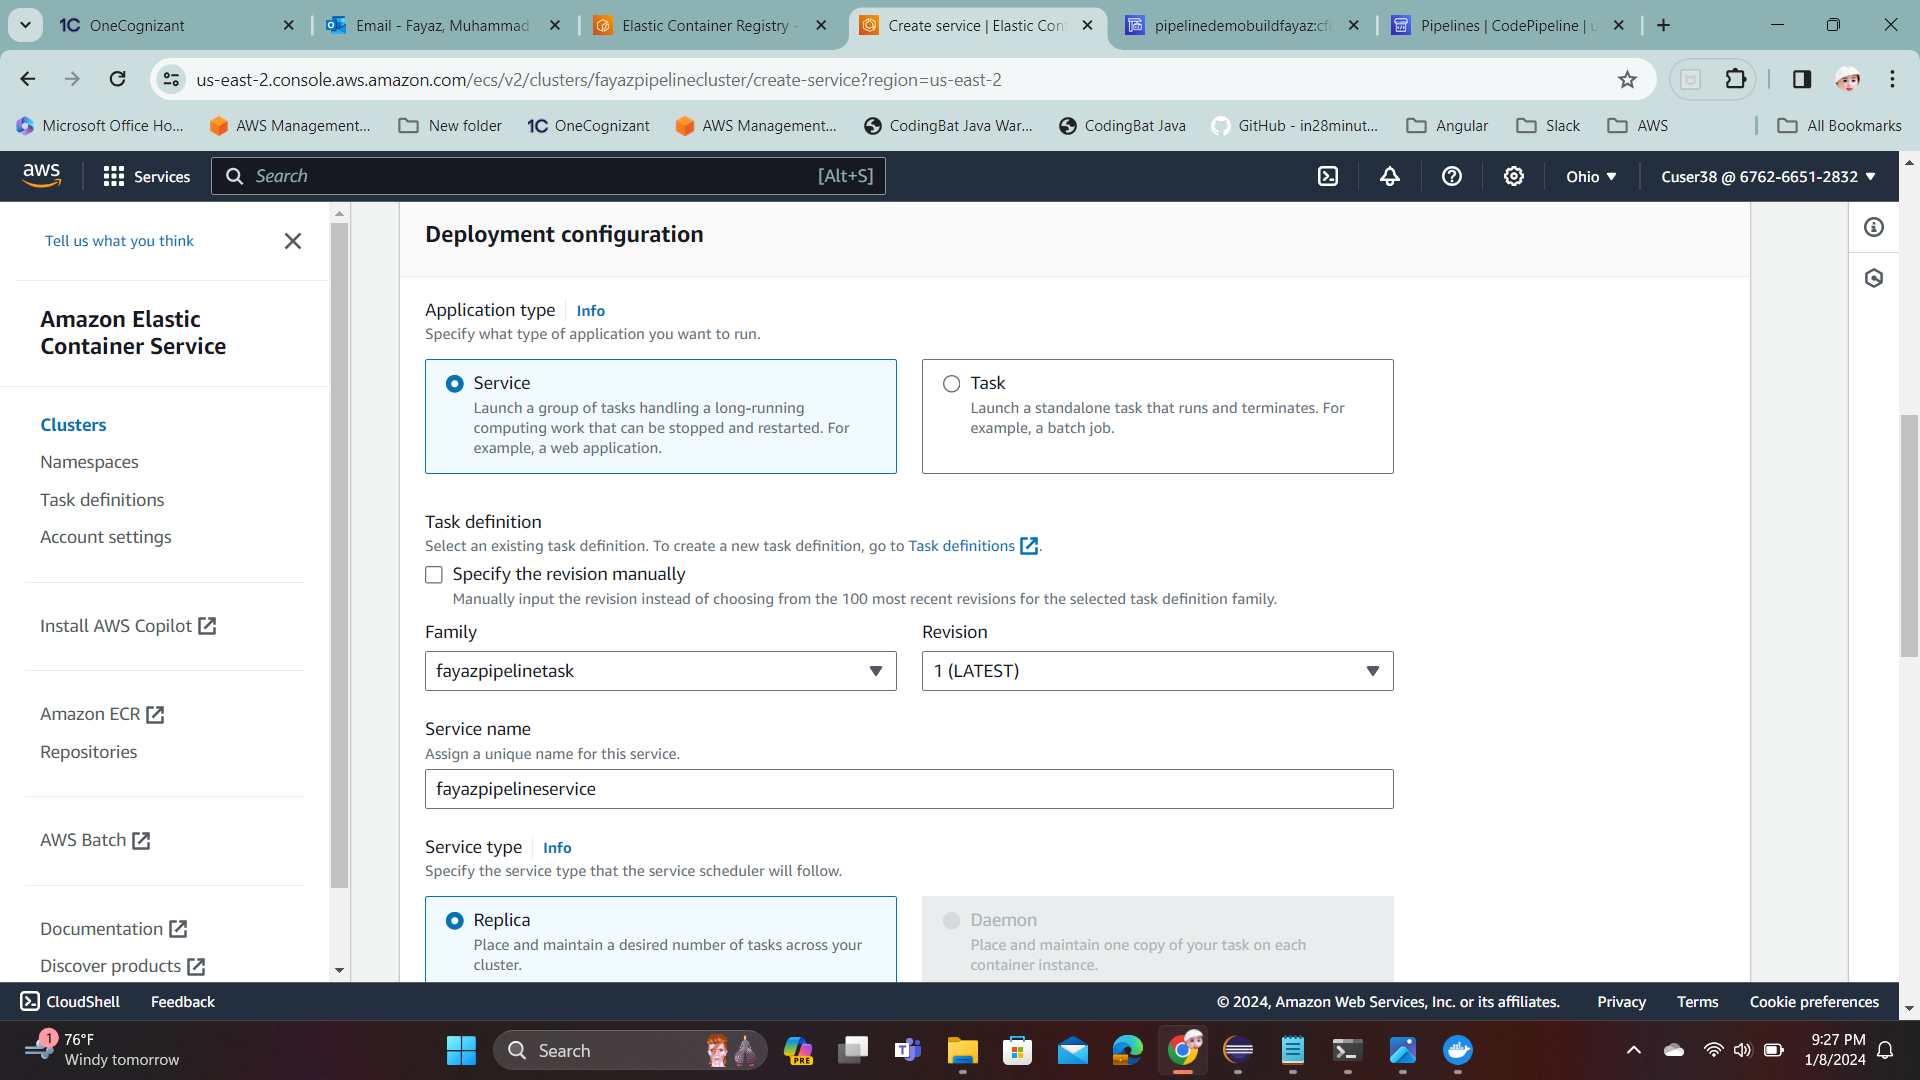 OneCognizant
Email - Fayaz, Muhammad
Elastic Container Registry -
Create service | Elastic Con
pipelinedemobuildfayaz:cfc
Pipelines | CodePipeline | u
us-east-2.console.aws.amazon.com/ecs/v2/clusters/fayazpipelinecluster/create-service?region=us-east-2
Microsoft Office Ho...
AWS Management...
New folder
1C OneCognizant
AWS Management...
CodingBat Java War...
CodingBat Java
GitHub - in28minut...
Angular
Slack
AWS
All Bookmarks
aws
Services
Search
[Alt+S]
Ohio
Cuser38 @ 6762-6651-2832
Tell us what you think
Amazon Elastic
Container Service
Clusters
Namespaces
Task definitions
Account settings
Install AWS Copilot
Amazon ECR
Repositories
AWS Batch
Documentation
Discover products
Deployment configuration
Application type Info
Specify what type of application you want to run.
Service
Launch a group of tasks handling a long-running
computing work that can be stopped and restarted. For
example, a web application.
Task
Launch a standalone task that runs and terminates. For
example, a batch job.
Task definition
Select an existing task definition. To create a new task definition, go to Task definitions.
Specify the revision manually
Manually input the revision instead of choosing from the 100 most recent revisions for the selected task definition family.
Family
fayazpipelinetask
Revision
1 (LATEST)
Service name
Assign a unique name for this service.
fayazpipelineservice
Service type Info
Specify the service type that the service scheduler will follow.
Replica
Place and maintain a desired number of tasks across your
cluster.
Daemon
Place and maintain one copy of your task on each
container instance.
CloudShell
Feedback
© 2024, Amazon Web Services, Inc. or its affiliates.
Privacy
Terms
Cookie preferences
1
76°F
Windy tomorrow
Search
PRE
9:27 PM
1/8/2024